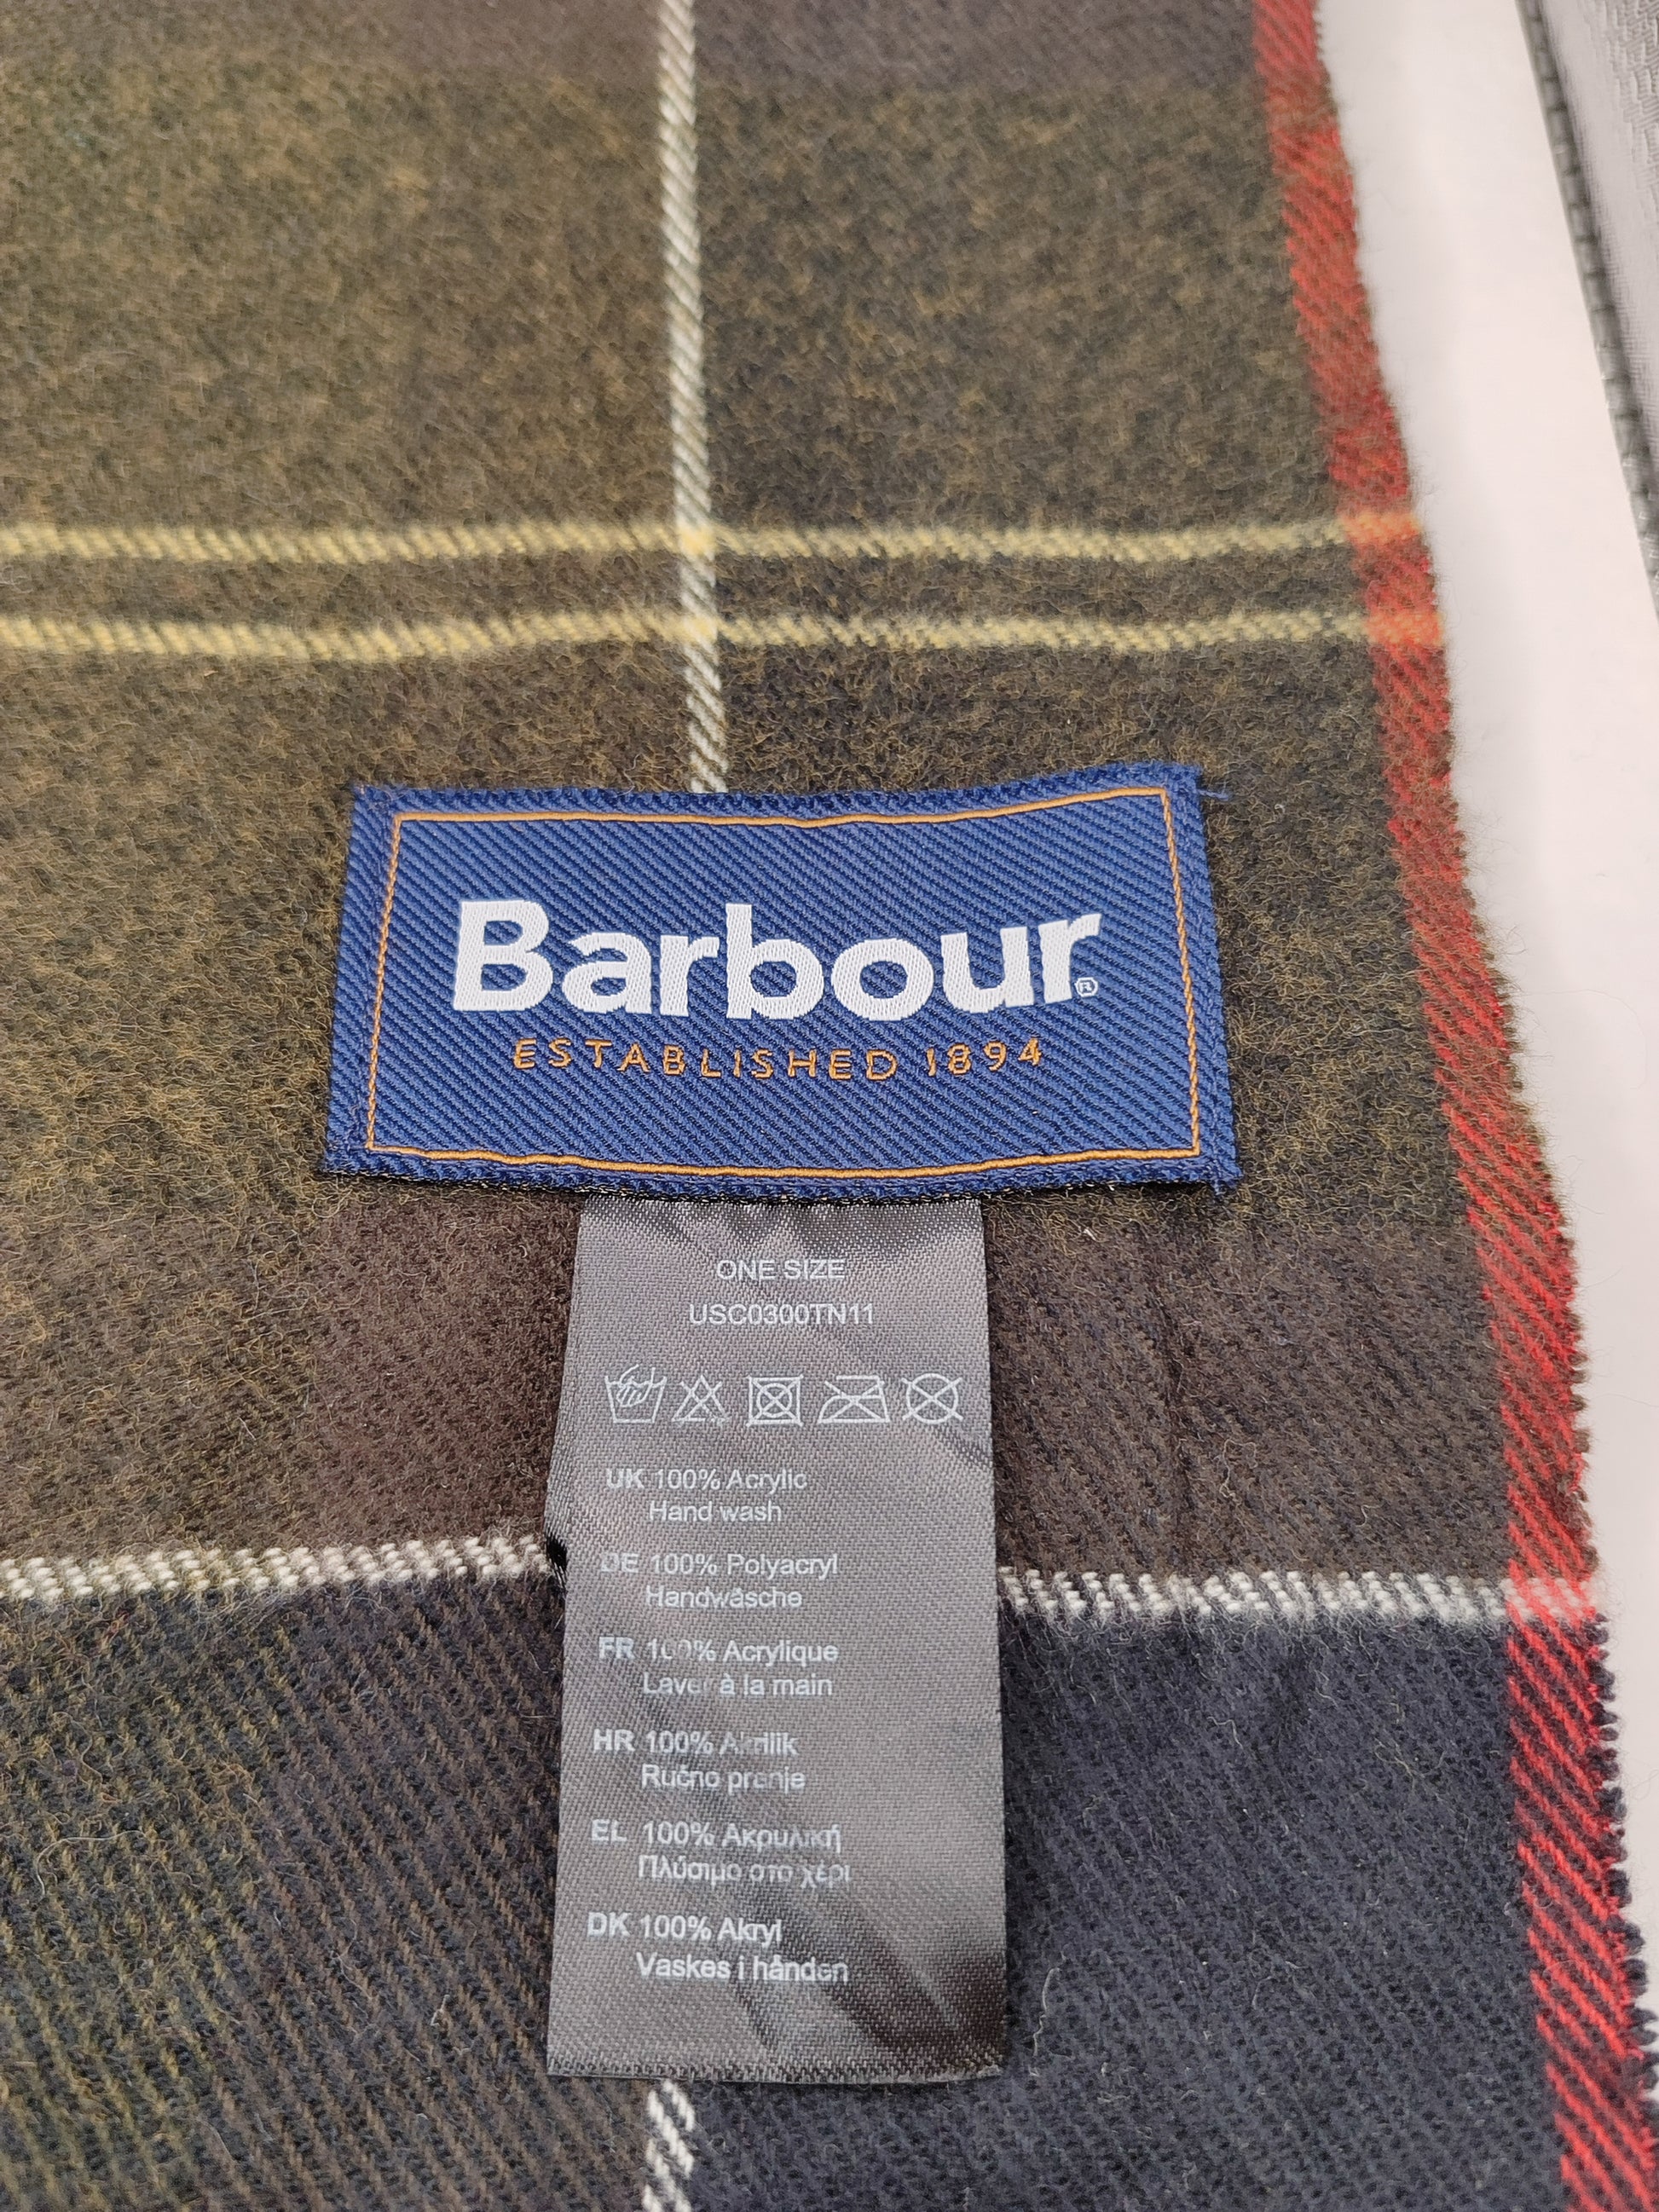 Barbour®
ESTABLISHED 1894
ONE SIZE
USC0300TN11
UK 100% Acrylic
Hand wash
DE 100% Polyacryl
Handwäsche
FR 100% Acrylique
Laver à la main
HR 100% Akrilik
Ručno pranje
EL 100% Ακρυλική
Πλύσιμο στο χέρι
DK 100% Akryl
Vaskes i hånden